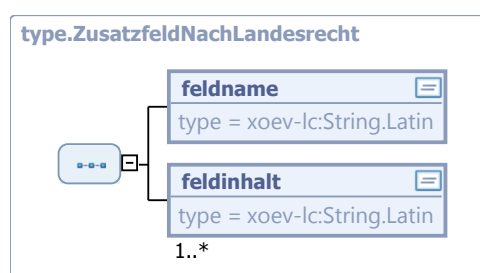 type.ZusatzfeldNachLandesrecht
feldname
type = xoev-lc:String.Latin
feldinhalt
type = xoev-lc:String.Latin
1..*